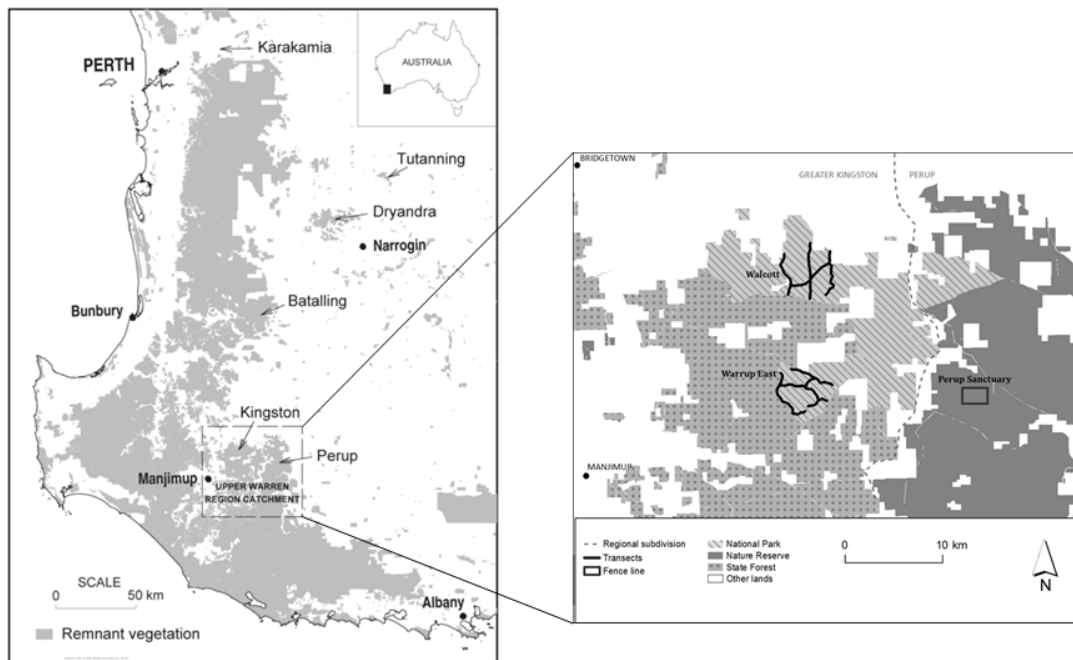 Karakamia
PERTH
AUSTRALIA
Tutanning
Dryandra
Narrogin
Batalling
Bunbury
Kingston
Perup
Manjimup
UPPER WARREN
REGION CATCHMENT
SCALE
0 50 km
Albany
Remnant vegetation
BRIDGETOWN
GREATER KINGSTON
PERUP
Walcott
Warrup East
Perup Sanctuary
MANJIMUP
Regional subdivision
Transects
Fence line
National Park
Nature Reserve
State Forest
Other lands
0 10 km
N